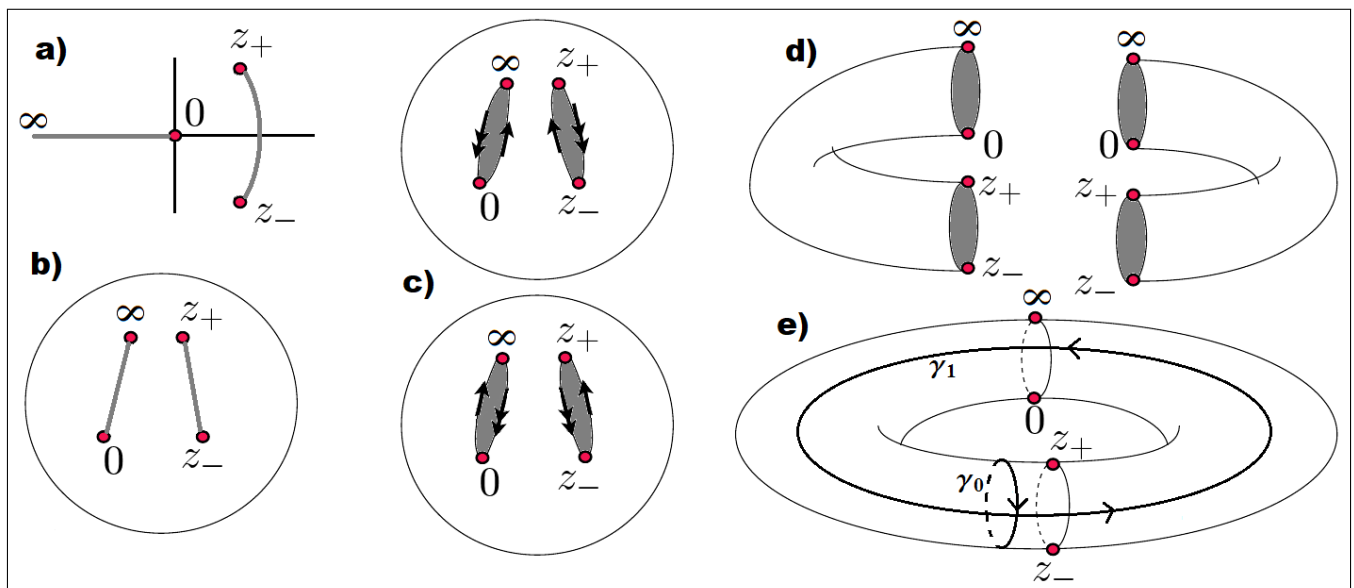 a)
∞
0
z₊
z₋
b)
∞
z₊
0
z₋
c)
∞
z₊
0
z₋
∞
z₊
0
z₋
d)
∞
0
z₊
z₋
∞
0
z₊
z₋
e)
∞
γ₁
0
z₊
γ₀
z₋